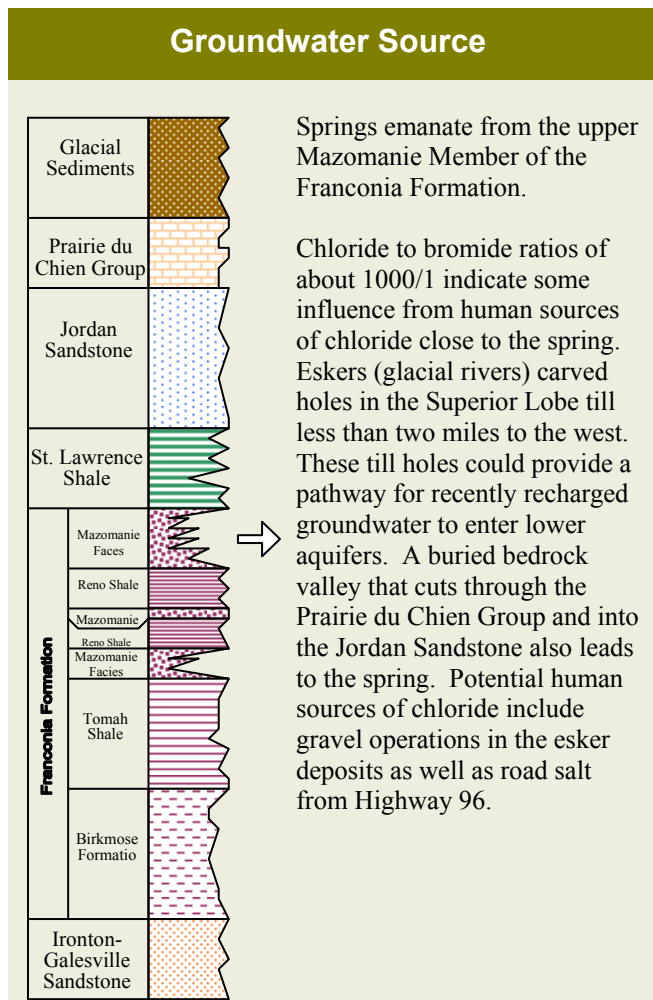 Groundwater Source
Glacial
Sediments
Prairie du
Chien Group
Jordan
Sandstone
St. Lawrence
Shale
Franconia Formation
Mazomanie
Faces
Reno Shale
Mazomanie
Reno Shale
Mazomanie
Facies
Tomah
Shale
Birkmose
Formatio
Ironton-
Galesville
Sandstone
Springs emanate from the upper
Mazomanie Member of the
Franconia Formation.
Chloride to bromide ratios of
about 1000/1 indicate some
influence from human sources
of chloride close to the spring.
Eskers (glacial rivers) carved
holes in the Superior Lobe till
less than two miles to the west.
These till holes could provide a
pathway for recently recharged
groundwater to enter lower
aquifers.  A buried bedrock
valley that cuts through the
Prairie du Chien Group and into
the Jordan Sandstone also leads
to the spring.  Potential human
sources of chloride include
gravel operations in the esker
deposits as well as road salt
from Highway 96.